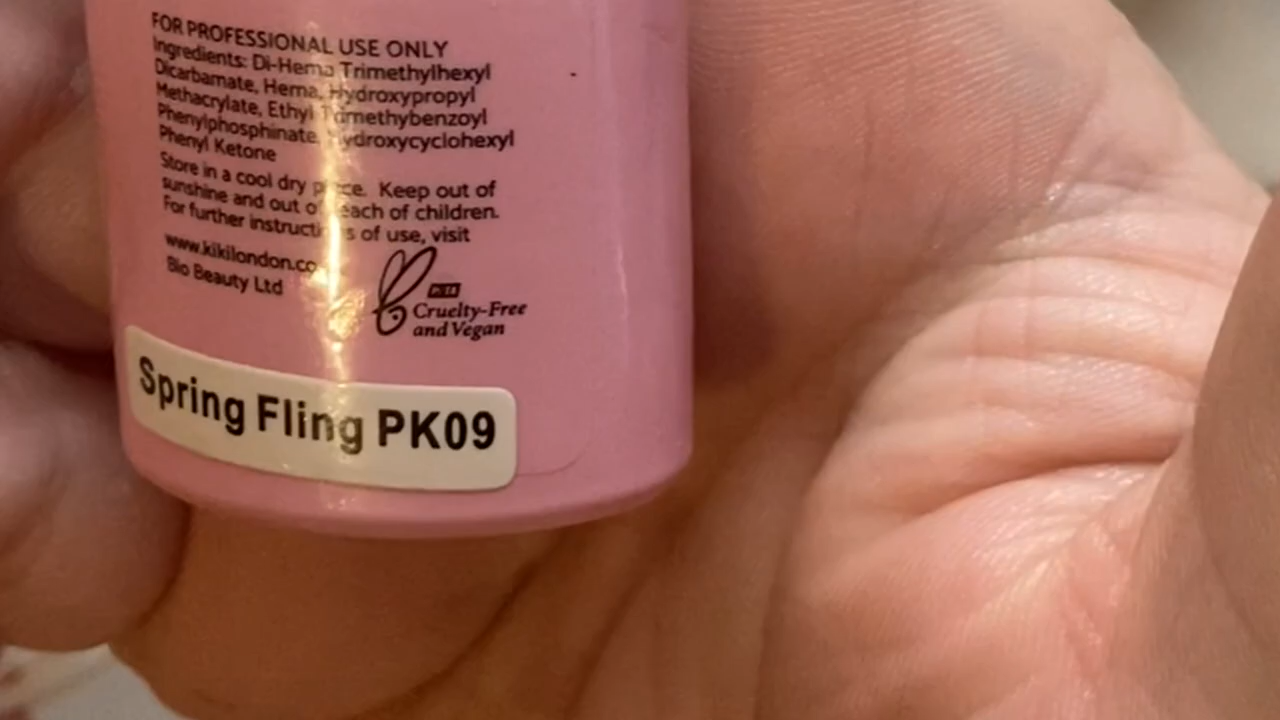 FOR PROFESSIONAL USE ONLY
Ingredients: Di-Hema Trimethylhexyl
Dicarbamate, Hema, Hydroxypropyl
Methacrylate, Ethyl Trimethybenzoyl
Phenylphosphinate, Hydroxycyclohexyl
Phenyl Ketone
Store in a cool dry place. Keep out of
sunshine and out of reach of children.
For further instructions of use, visit
www.kikilondon.co
Bio Beauty Ltd
PETA
Cruelty-Free
and Vegan
Spring Fling PK09